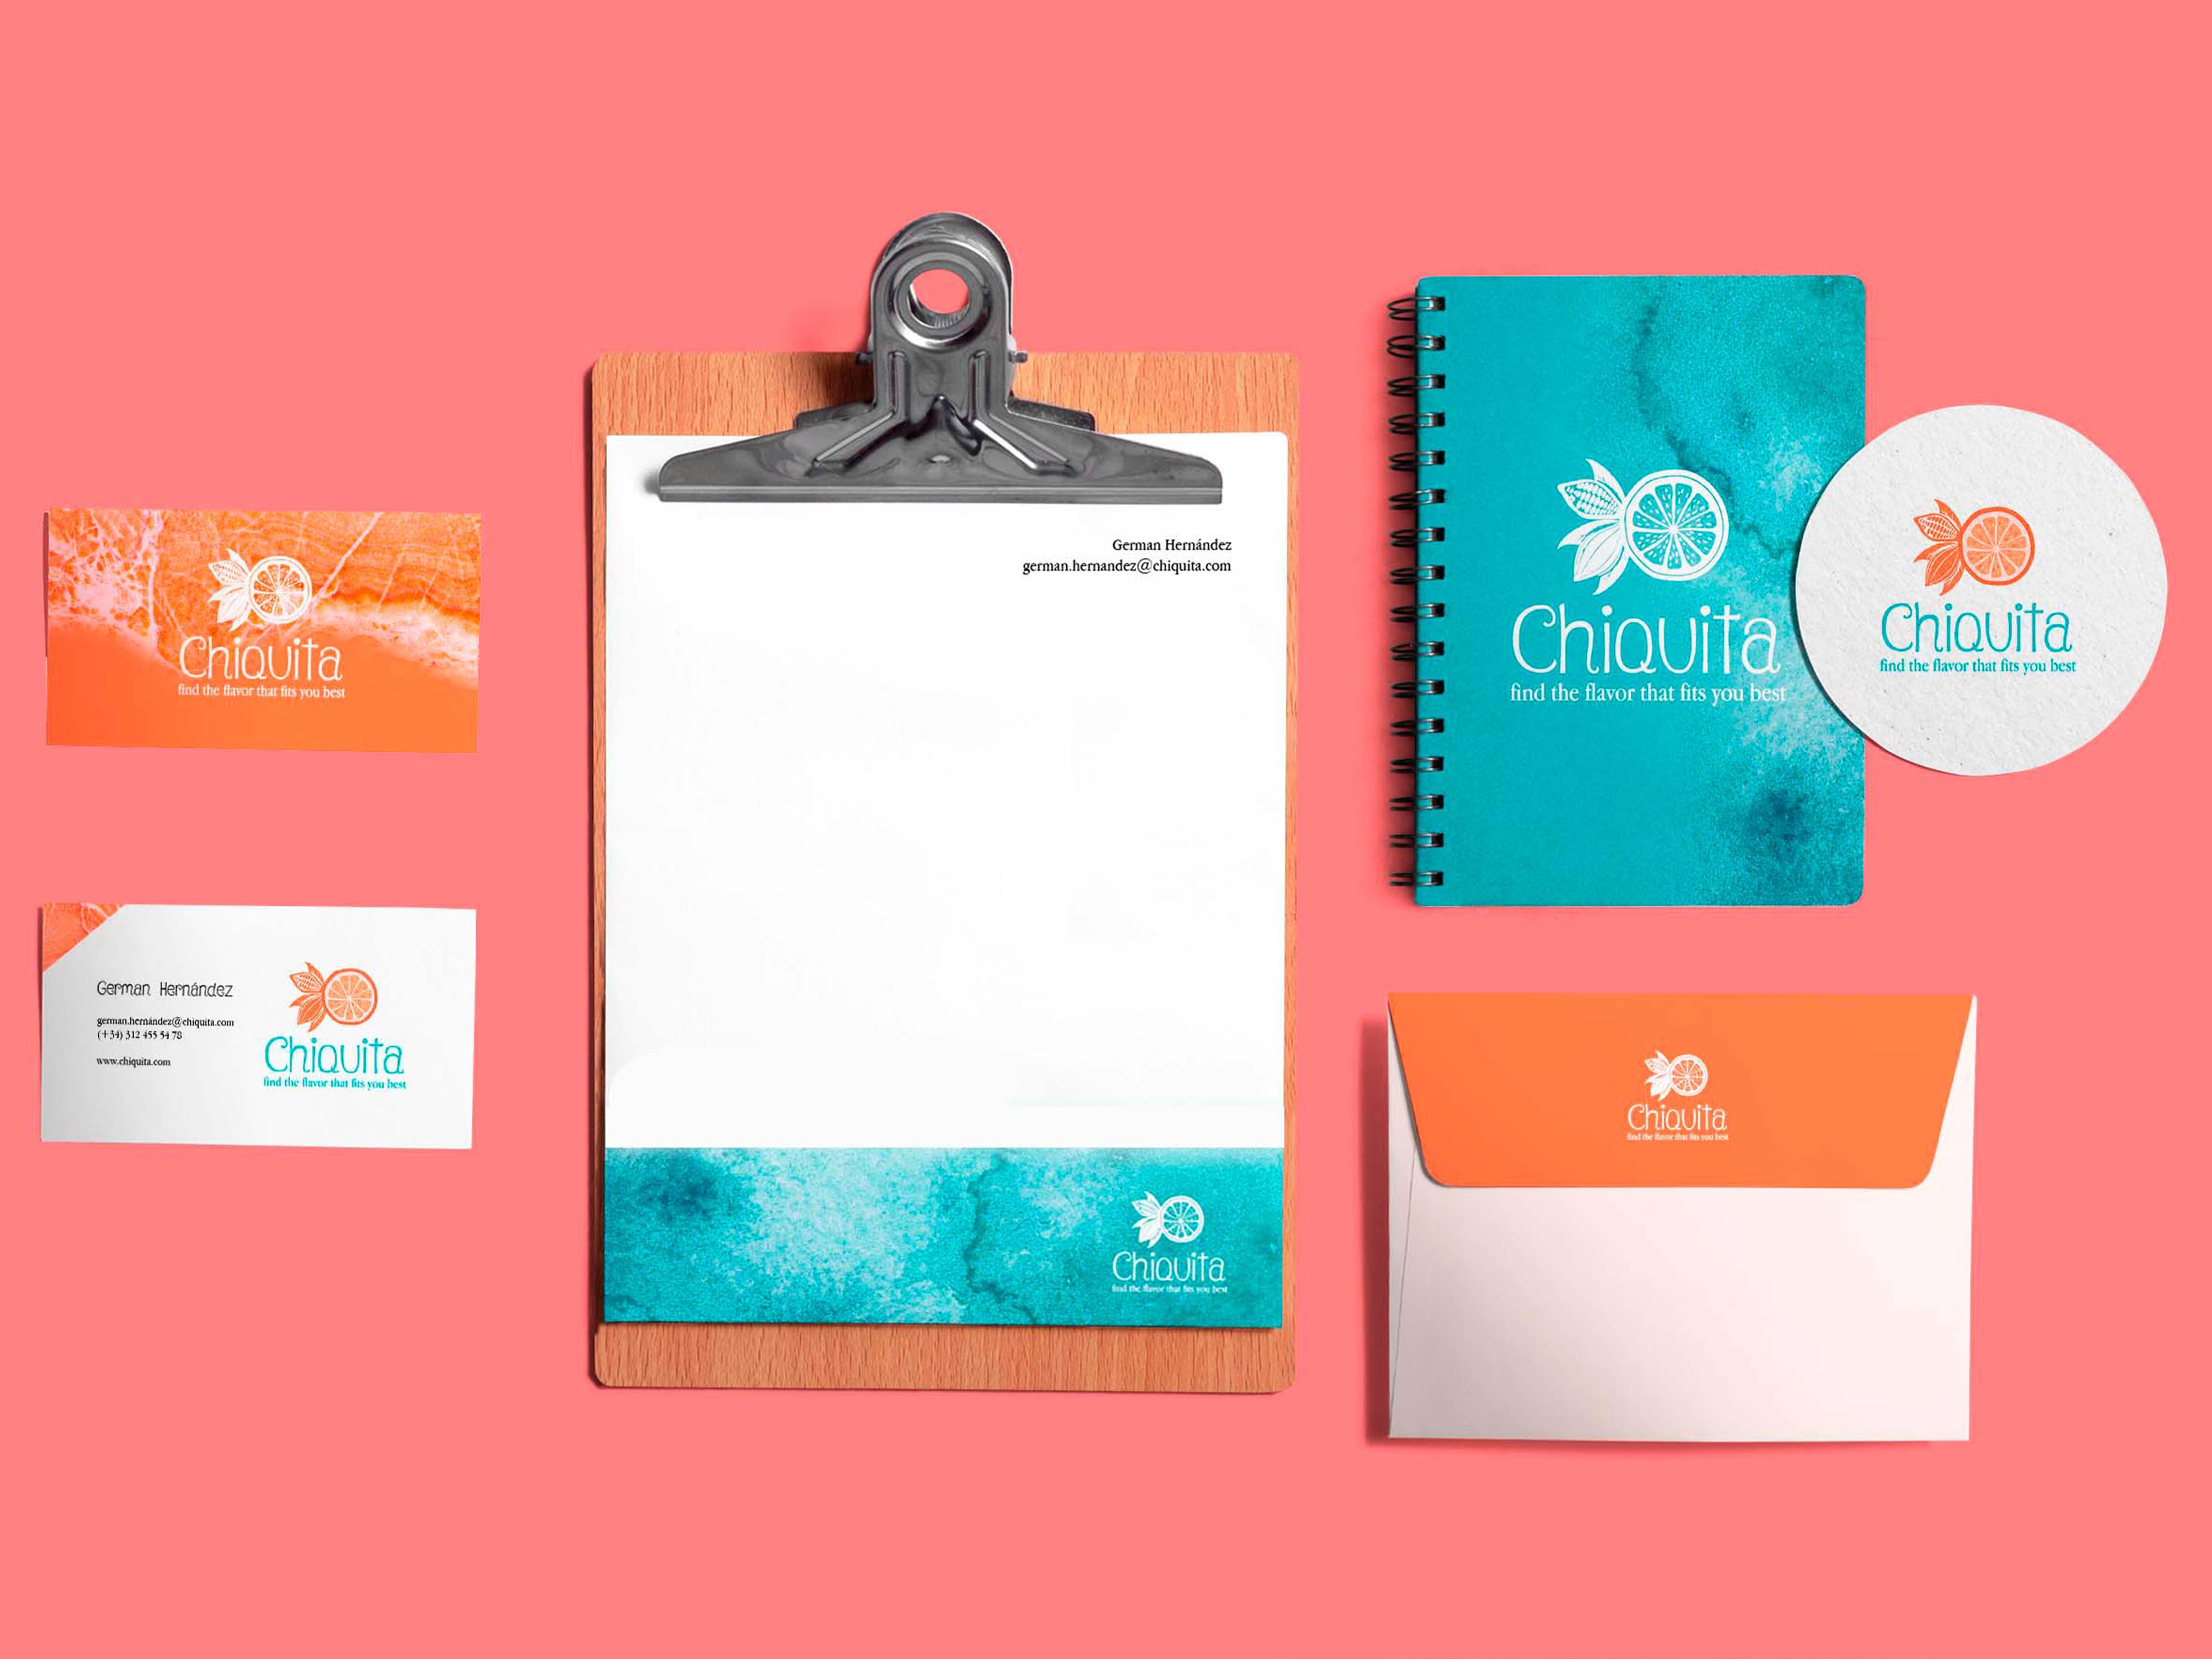 Chiquita
find the flavor that fits you best
German Hernández
german.hernández@chiquita.com
(+34) 312 455 54 78
www.chiquita.com
Chiquita
find the flavor that fits you best
German Hernández
german.hernandez@chiquita.com
Chiquita
find the flavor that fits you best
Chiquita
find the flavor that fits you best
Chiquita
find the flavor that fits you best
Chiquita
find the flavor that fits you best